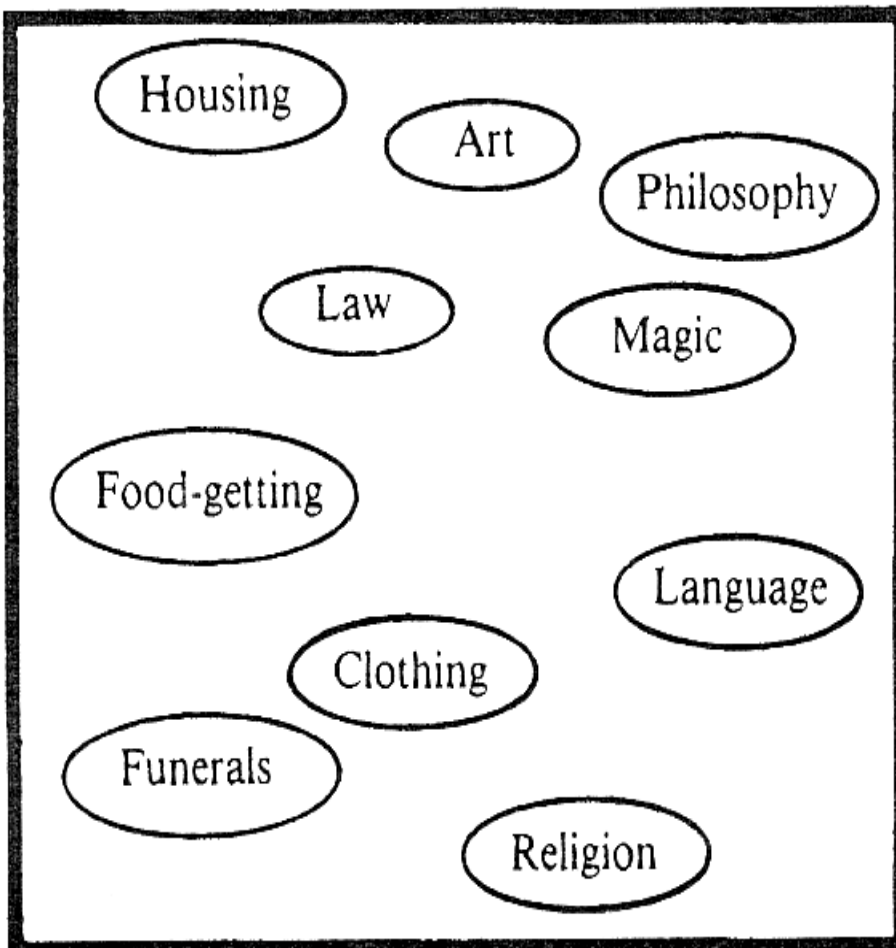 Housing
Art
Philosophy
Law
Magic
Food-getting
Language
Clothing
Funerals
Religion